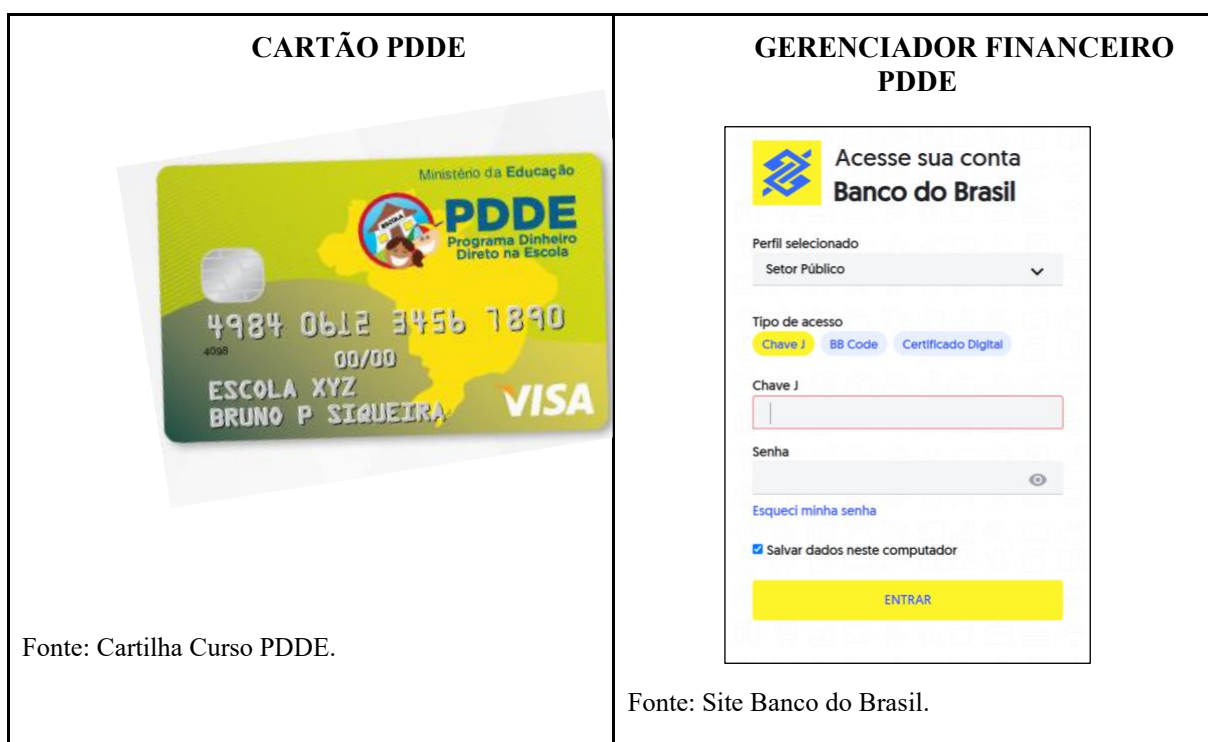 CARTÃO PDDE
Ministério da Educação
ESCOLA
PDDE
Programa Dinheiro
Direto na Escola
4984 0612 3456 7890
4098
00/00
ESCOLA XYZ
BRUNO P SIQUEIRA
VISA
Fonte: Cartilha Curso PDDE.
GERENCIADOR FINANCEIRO
PDDE
Acesse sua conta
Banco do Brasil
Perfil selecionado
Setor Público
Tipo de acesso
Chave J BB Code Certificado Digital
Chave J
Senha
Esqueci minha senha
Salvar dados neste computador
ENTRAR
Fonte: Site Banco do Brasil.